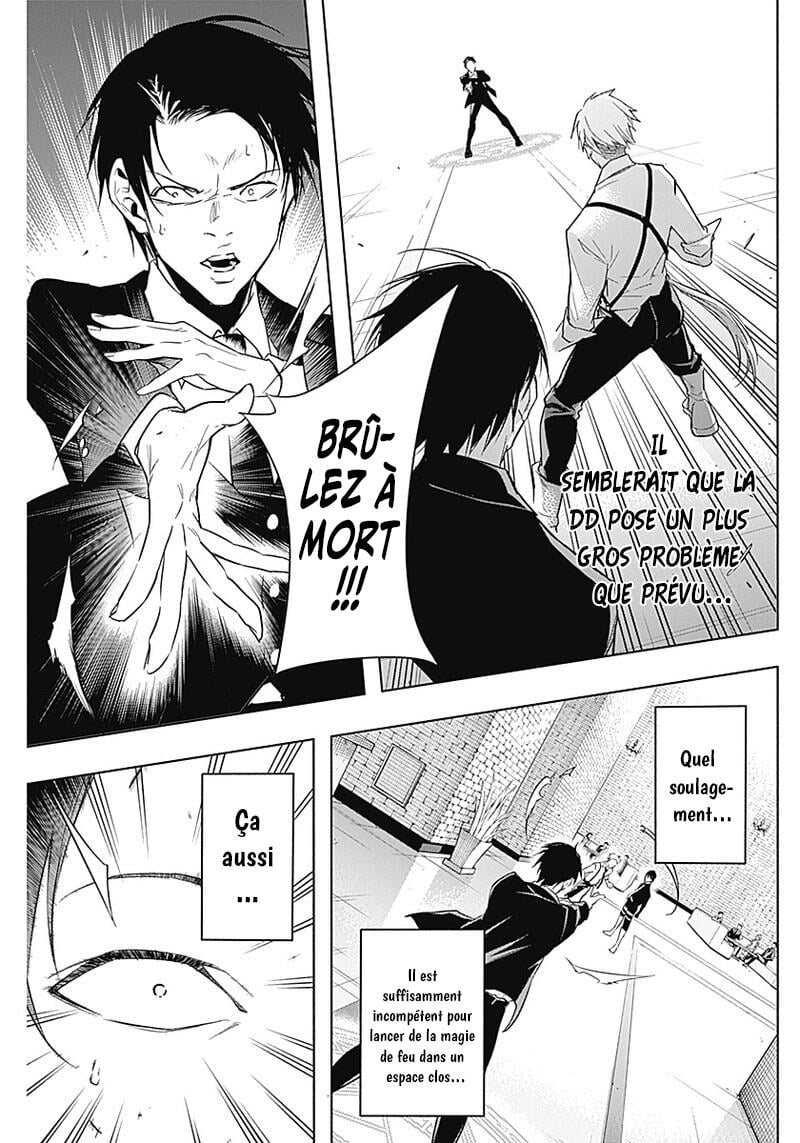 IL
SEMBLERAIT QUE LA
DD POSE UN PLUS
GROS PROBLÈME
QUE PRÉVU...
BRÛ-
LEZ À
MORT
!!!
Quel
soulage-
ment...
Il est
suffisamment
incompétent pour
lancer de la magie
de feu dans un
espace clos...
Ça
aussi
...